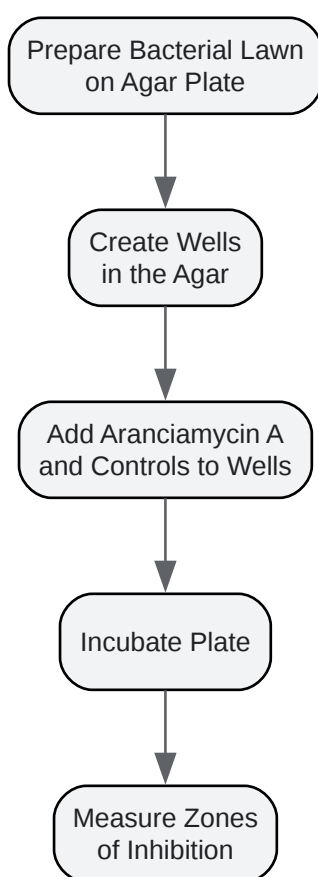 Prepare Bacterial Lawn
on Agar Plate
Create Wells
in the Agar
Add Aranciamycin A
and Controls to Wells
Incubate Plate
Measure Zones
of Inhibition